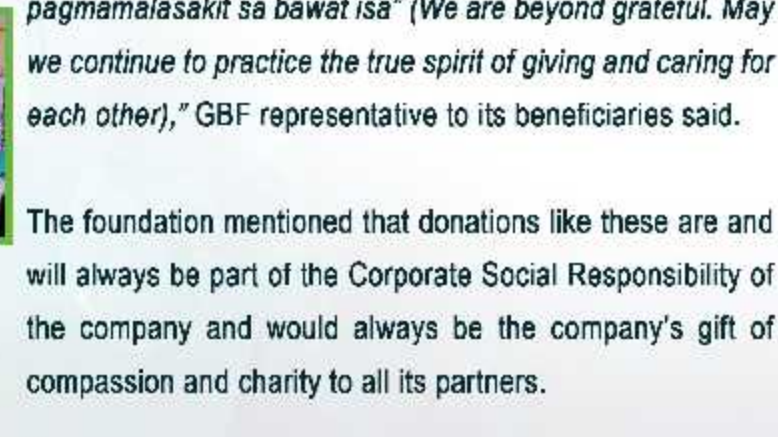 pagmamalasakit sa bawat isa" (We are beyond grateful. May
we continue to practice the true spirit of giving and caring for
each other)," GBF representative to its beneficiaries said.
The foundation mentioned that donations like these are and
will always be part of the Corporate Social Responsibility of
the company and would always be the company's gift of
compassion and charity to all its partners.